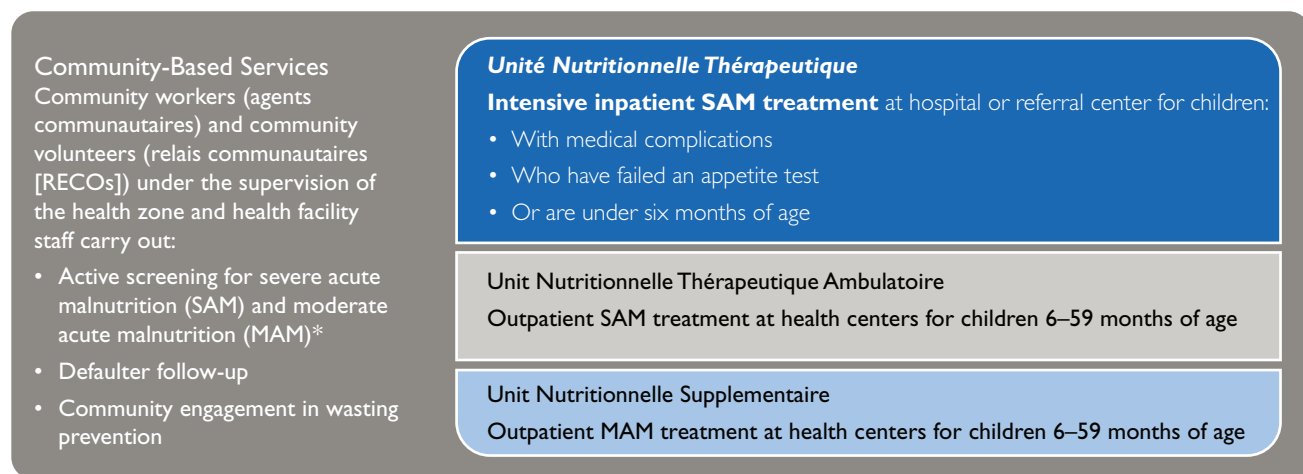 Community-Based Services
Community workers (agents
communautaires) and community
volunteers (relais communautaires
[RECOs]) under the supervision of
the health zone and health facility
staff carry out:
• Active screening for severe acute
malnutrition (SAM) and moderate
acute malnutrition (MAM)*
• Defaulter follow-up
• Community engagement in wasting
prevention
Unité Nutritionnelle Thérapeutique
Intensive inpatient SAM treatment at hospital or referral center for children:
• With medical complications
• Who have failed an appetite test
• Or are under six months of age
Unit Nutritionnelle Thérapeutique Ambulatoire
Outpatient SAM treatment at health centers for children 6–59 months of age
Unit Nutritionnelle Supplementaire
Outpatient MAM treatment at health centers for children 6–59 months of age